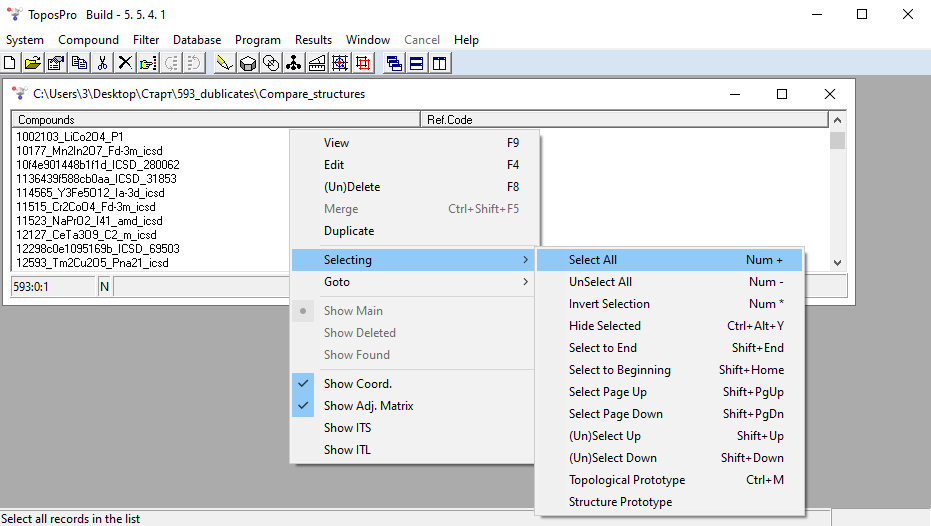 ToposPro Build - 5. 5. 4. 1
System Compound Filter Database Program Results Window Cancel Help
C:\Users\3\Desktop\Старт\593_dublicates\Compare_structures
Compounds Ref.Code
1002103_LiCo2O4_P1
10177_Mn2In2O7_Fd-3m_icsd
10f4e901448b1f1d_ICSD_280062
1136439f588cb0aa_ICSD_31853
114565_Y3Fe5O12_Ia-3d_icsd
11515_Cr2CoO4_Fd-3m_icsd
11523_NaPrO2_I41_amd_icsd
12127_CeTa3O9_C2_m_icsd
12298c0e1095169b_ICSD_69503
12593_Tm2Cu2O5_Pna21_icsd
593:0:1 N
View F9
Edit F4
(Un)Delete F8
Merge Ctrl+Shift+F5
Duplicate
Selecting
Goto
Show Main
Show Deleted
Show Found
Show Coord.
Show Adj. Matrix
Show ITS
Show ITL
Select All Num +
UnSelect All Num -
Invert Selection Num *
Hide Selected Ctrl+Alt+Y
Select to End Shift+End
Select to Beginning Shift+Home
Select Page Up Shift+PgUp
Select Page Down Shift+PgDn
(Un)Select Up Shift+Up
(Un)Select Down Shift+Down
Topological Prototype Ctrl+M
Structure Prototype
Select all records in the list